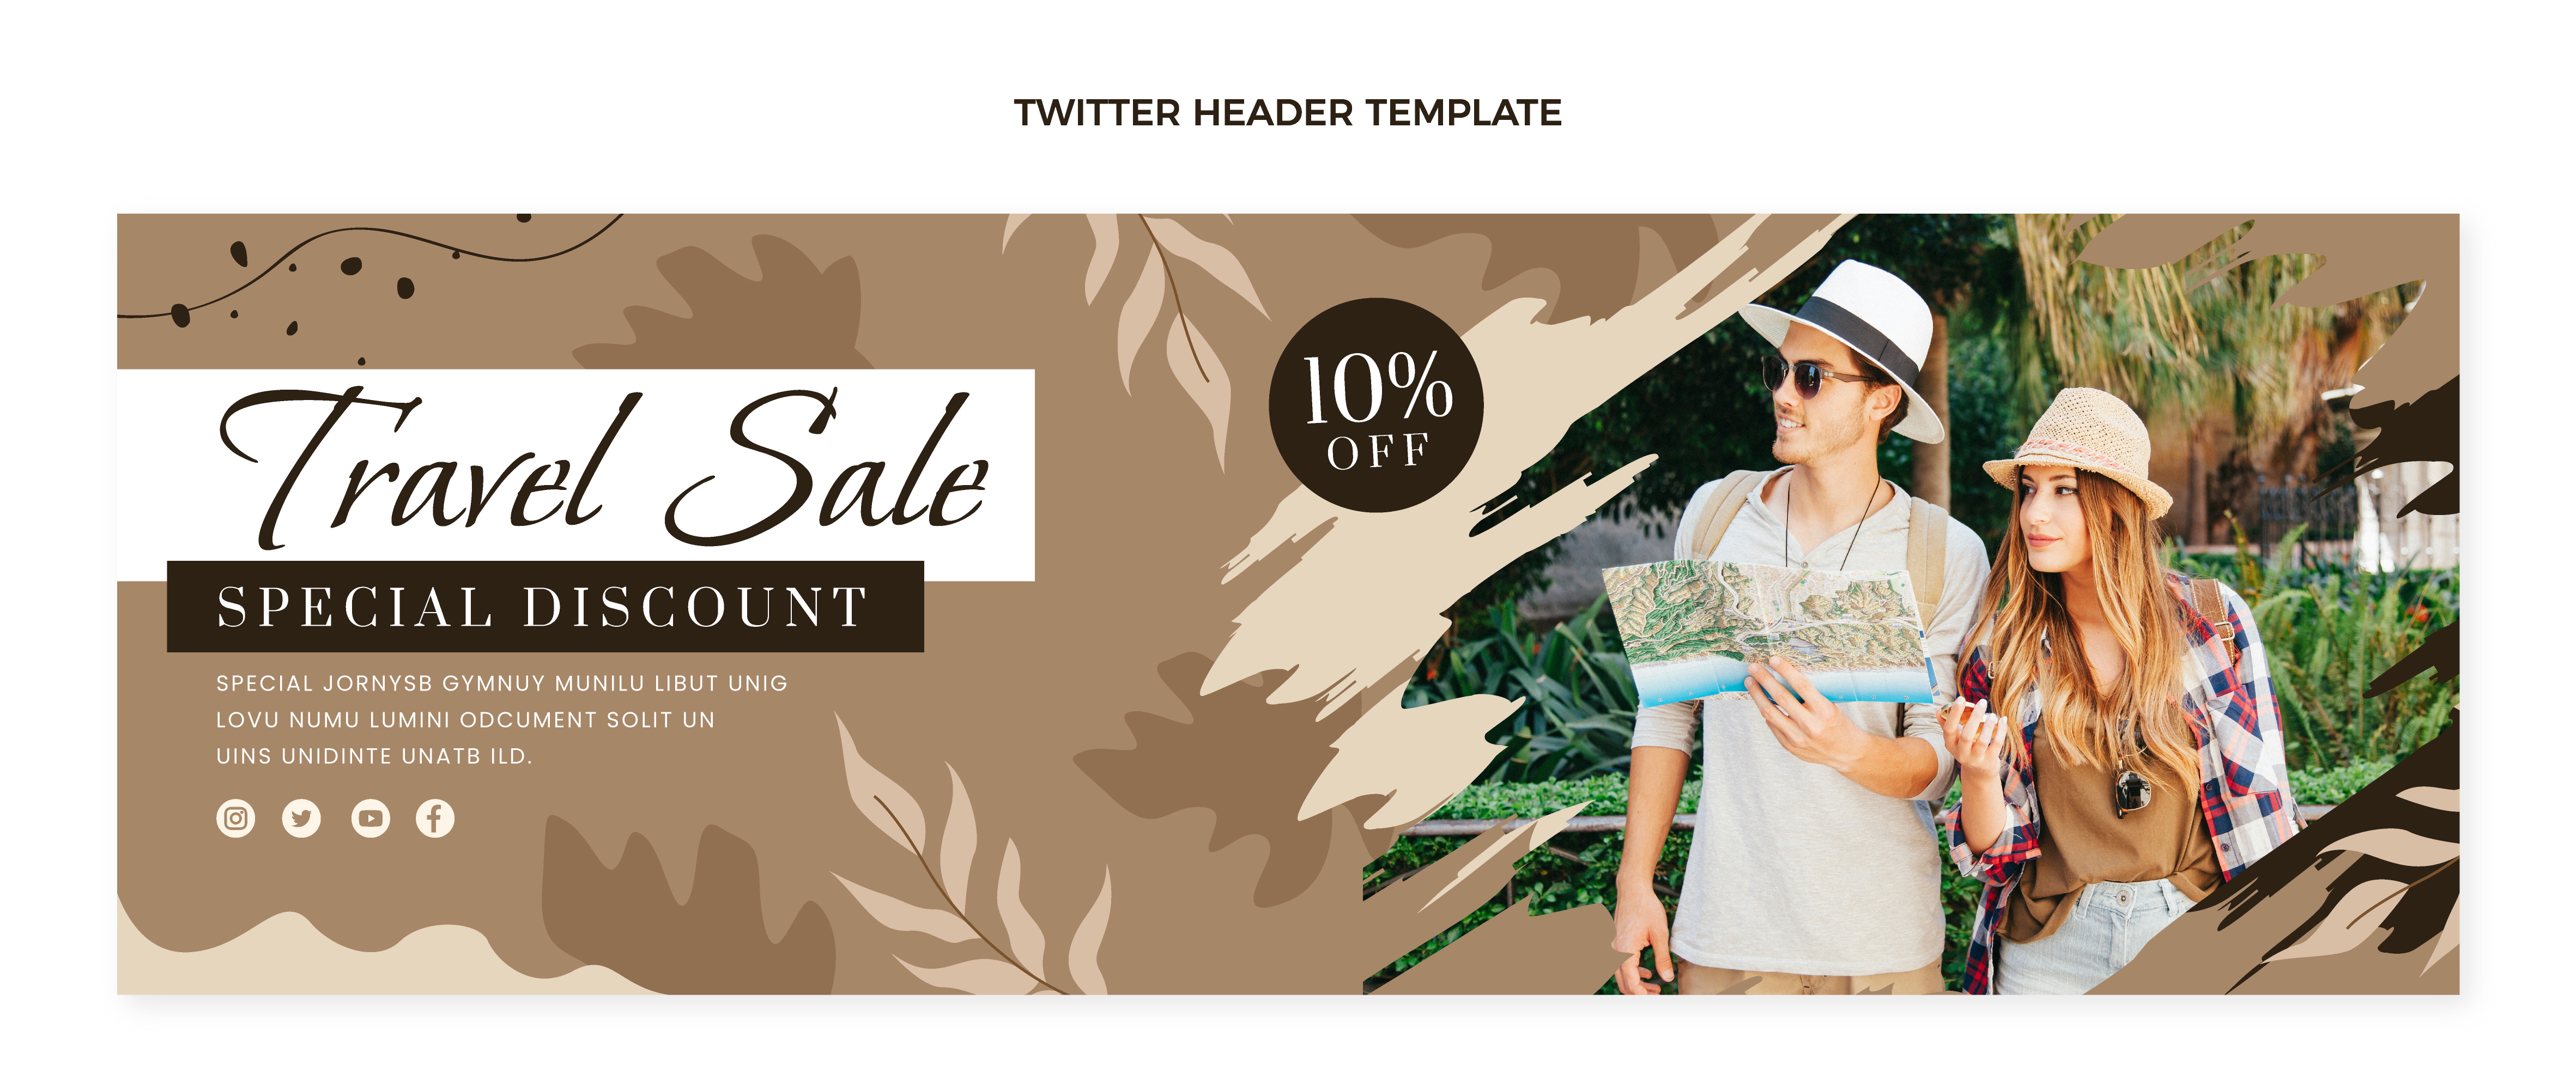 TWITTER HEADER TEMPLATE
Travel Sale
SPECIAL DISCOUNT
SPECIAL JORNYSB GYMNUY MUNILU LIBUT UNIG
LOVU NUMU LUMINI ODCUMENT SOLIT UN
UINS UNIDINTE UNATB ILD.
10%
OFF